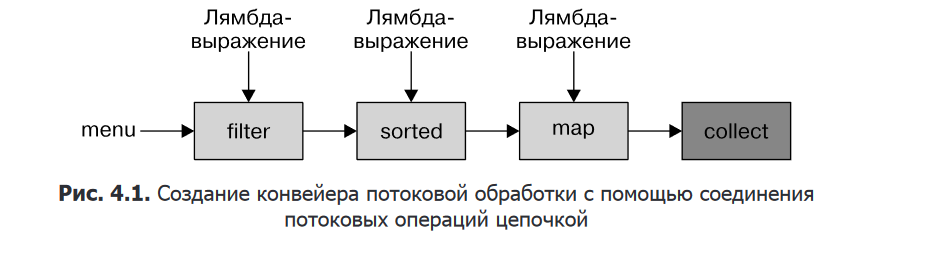 Лямбда-
выражение
Лямбда-
выражение
Лямбда-
выражение
menu
filter
sorted
map
collect
Рис. 4.1. Создание конвейера потоковой обработки с помощью соединения
потоковых операций цепочкой